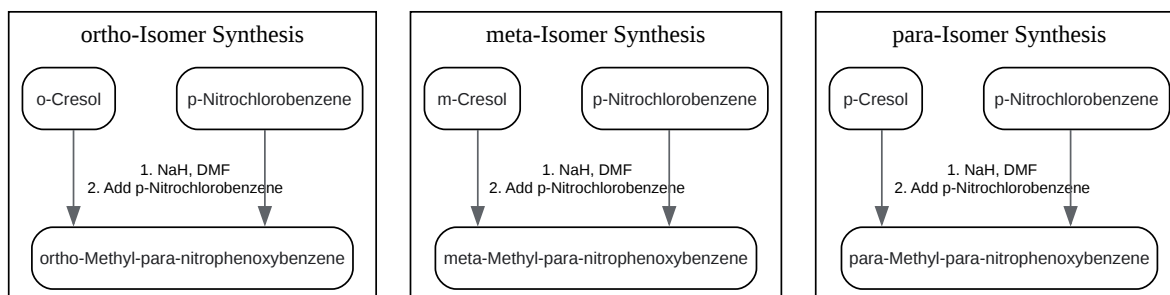 ortho-Isomer Synthesis
o-Cresol
p-Nitrochlorobenzene
1. NaH, DMF
2. Add p-Nitrochlorobenzene
ortho-Methyl-para-nitrophenoxybenzene
meta-Isomer Synthesis
m-Cresol
p-Nitrochlorobenzene
1. NaH, DMF
2. Add p-Nitrochlorobenzene
meta-Methyl-para-nitrophenoxybenzene
para-Isomer Synthesis
p-Cresol
p-Nitrochlorobenzene
1. NaH, DMF
2. Add p-Nitrochlorobenzene
para-Methyl-para-nitrophenoxybenzene